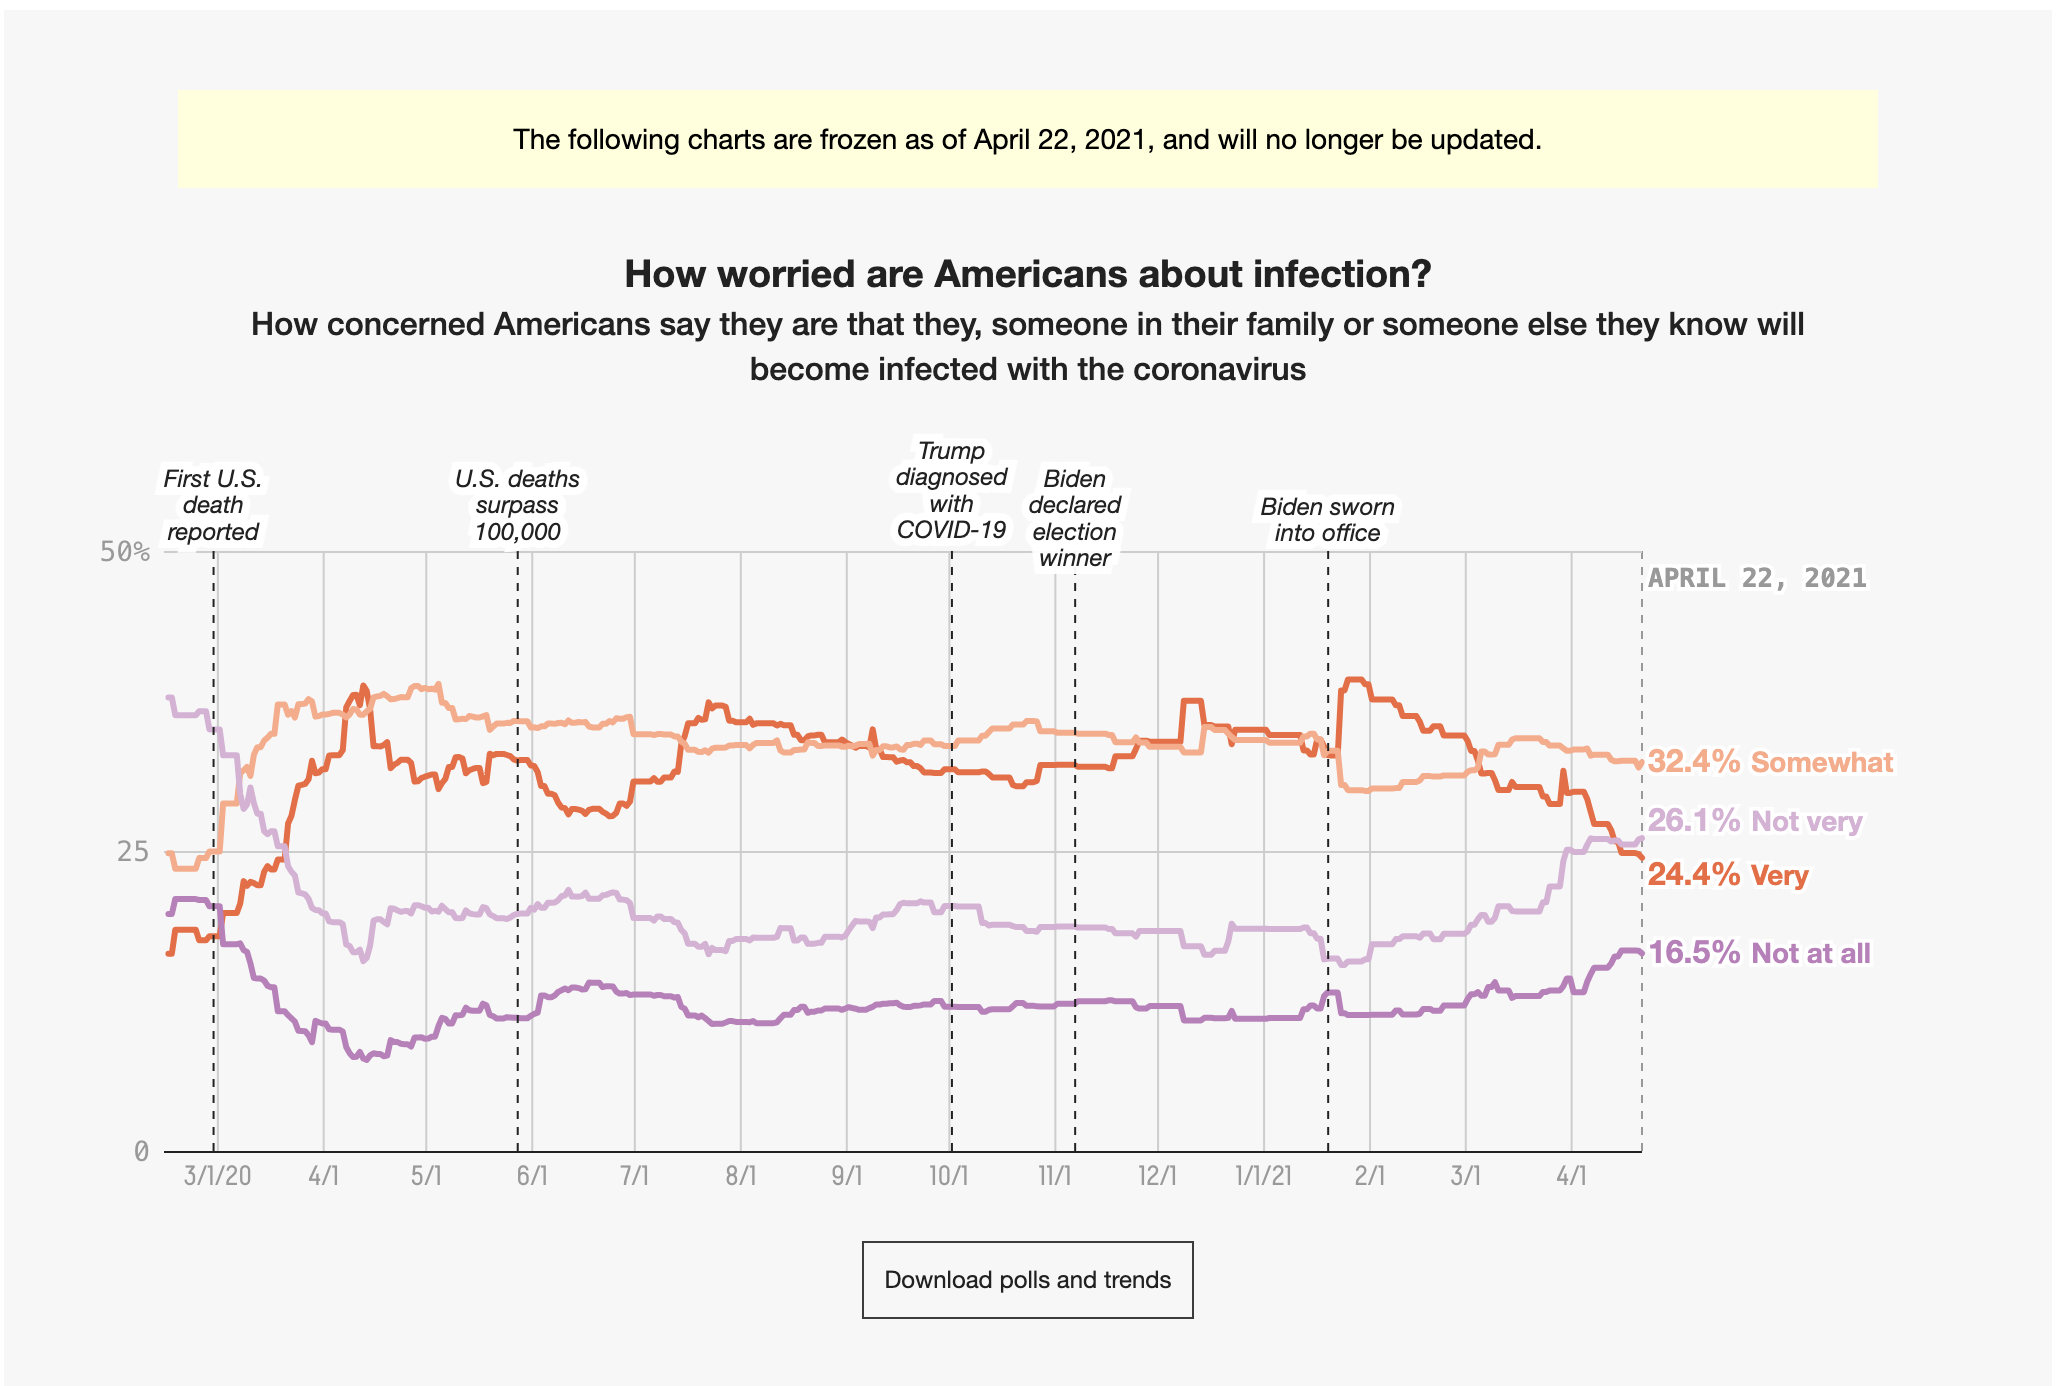 The following charts are frozen as of April 22, 2021, and will no longer be updated.
How worried are Americans about infection?
How concerned Americans say they are that they, someone in their family or someone else they know will
become infected with the coronavirus
First U.S.
death
reported
U.S. deaths
surpass
100,000
Trump
diagnosed
with
COVID-19
Biden
declared
election
winner
Biden sworn
into office
50%
APRIL 22, 2021
32.4% Somewhat
26.1% Not very
25
24.4% Very
16.5% Not at all
0
3/1/20 4/1 5/1 6/1 7/1 8/1 9/1 10/1 11/1 12/1 1/1/21 2/1 3/1 4/1
Download polls and trends